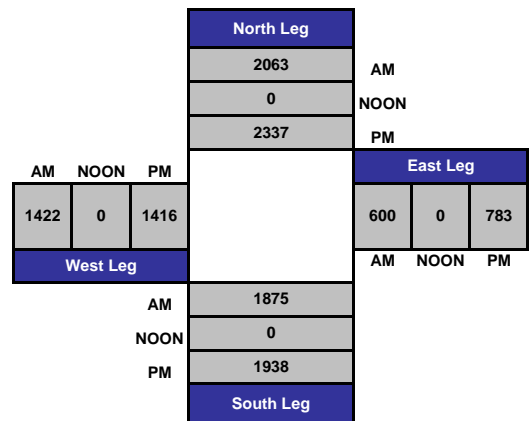 North Leg
2063 AM
0 NOON
2337 PM
AM NOON PM
East Leg
1422 0 1416
600 0 783
West Leg
AM NOON PM
AM 1875
NOON 0
PM 1938
South Leg